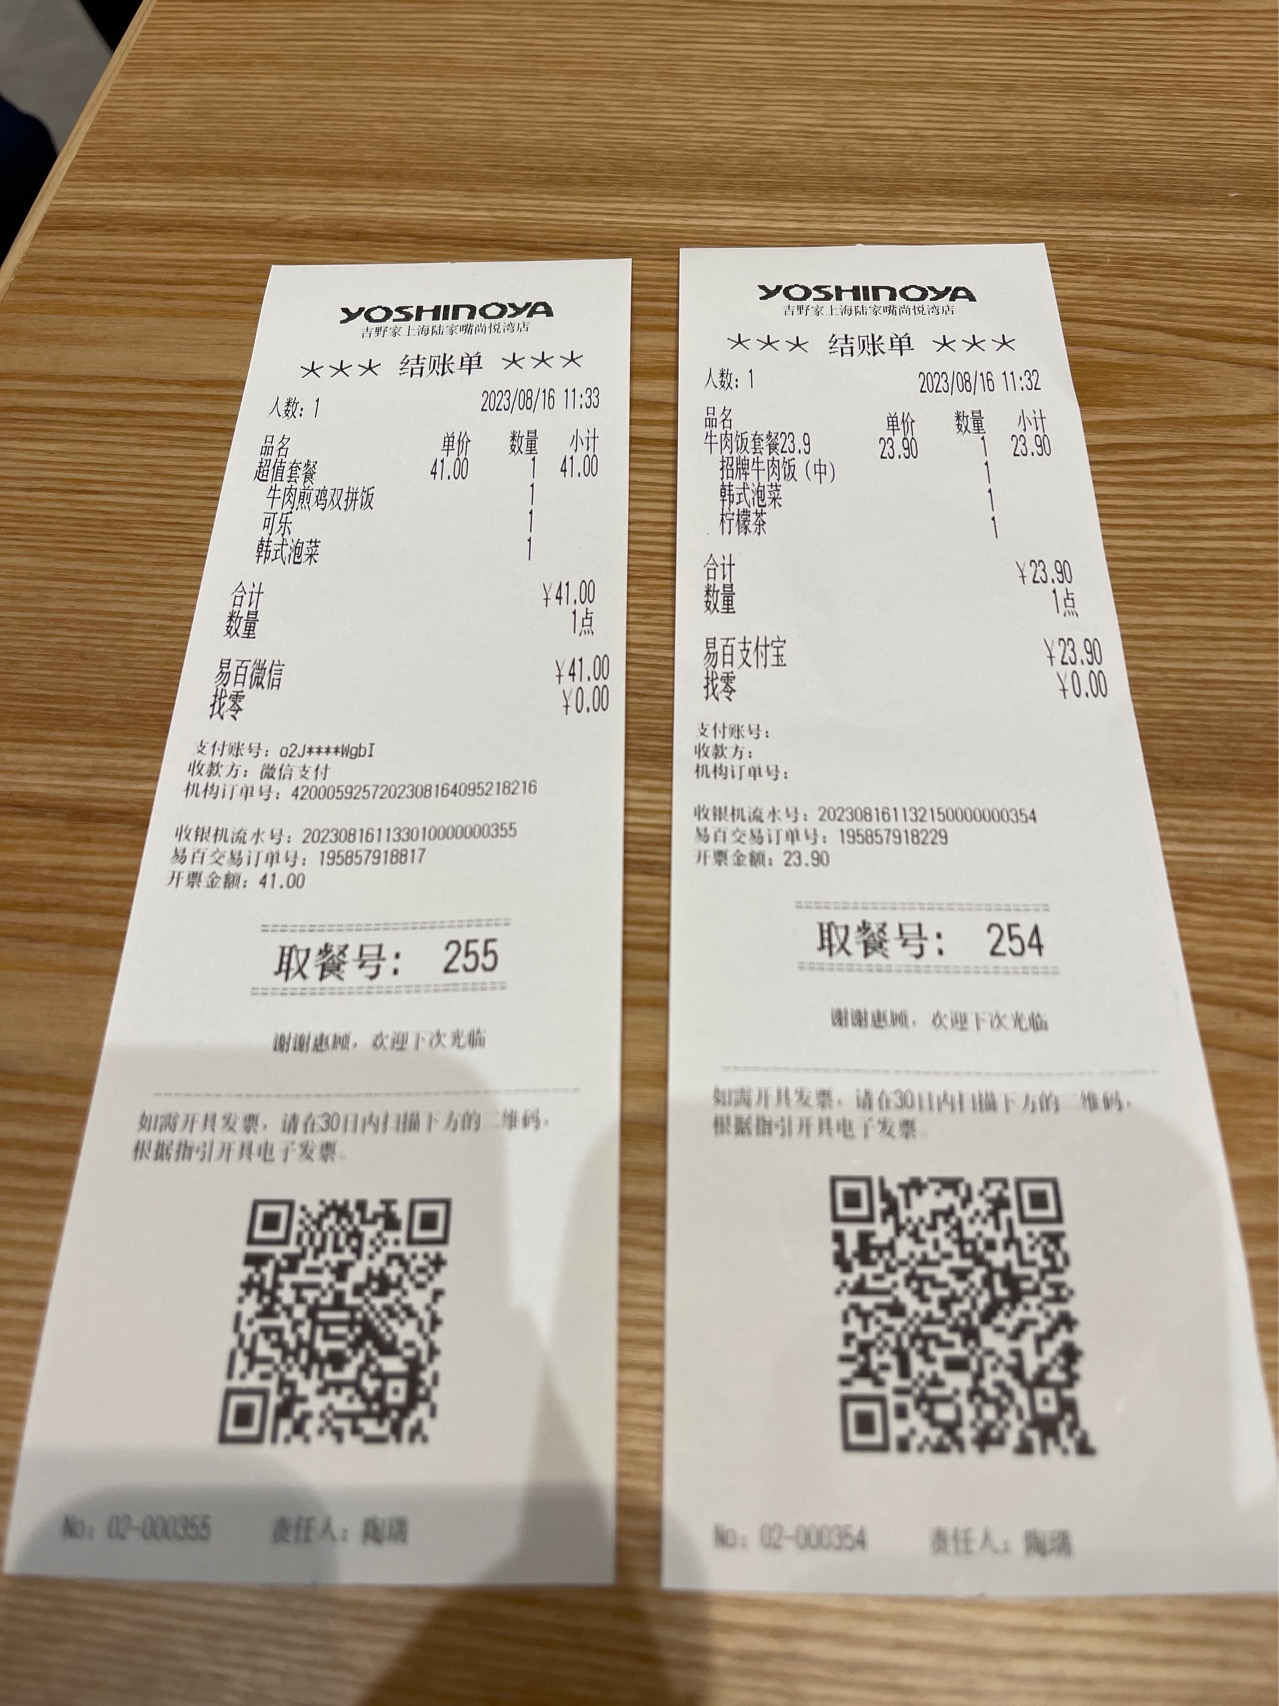 YOSHINOYA
吉野家上海陆家嘴尚悦湾店
*** 结账单 ***
人数: 1 2023/08/16 11:33
品名 单价 数量 小计
超值套餐 41.00 1 41.00
牛肉煎鸡双拼饭 1
可乐 1
韩式泡菜 1
合计 ¥41.00
数量 1点
易百微信 ¥41.00
找零 ¥0.00
支付账号: o2J****WgbI
收款方: 微信支付
机构订单号: 4200059257202308164095218216
收银机流水号: 202308161133010000000355
易百交易订单号: 195857918817
开票金额: 41.00
取餐号: 255
谢谢惠顾，欢迎下次光临
如需开具发票，请在30日内扫描下方的二维码，
根据指引开具电子发票。
No: 02-000355 责任人: 陶瑞
YOSHINOYA
吉野家上海陆家嘴尚悦湾店
*** 结账单 ***
人数: 1 2023/08/16 11:32
品名 单价 数量 小计
牛肉饭套餐23.9 23.90 1 23.90
招牌牛肉饭（中） 1
韩式泡菜 1
柠檬茶 1
合计 ¥23.90
数量 1点
易百支付宝 ¥23.90
找零 ¥0.00
支付账号:
收款方:
机构订单号:
收银机流水号: 202308161132150000000354
易百交易订单号: 195857918229
开票金额: 23.90
取餐号: 254
谢谢惠顾，欢迎下次光临
如需开具发票，请在30日内扫描下方的二维码，
根据指引开具电子发票。
No: 02-000354 责任人: 陶瑞